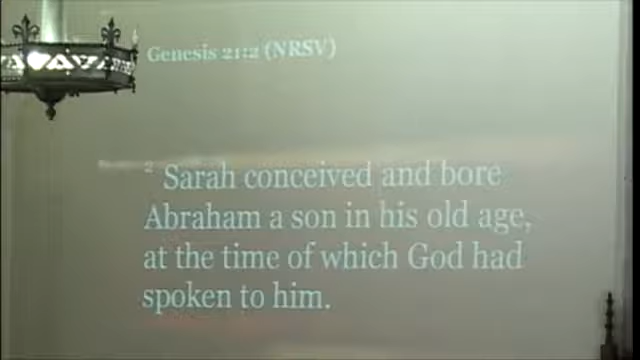 Genesis 21:2 (NRSV)
2 Sarah conceived and bore
Abraham a son in his old age,
at the time of which God had
spoken to him.